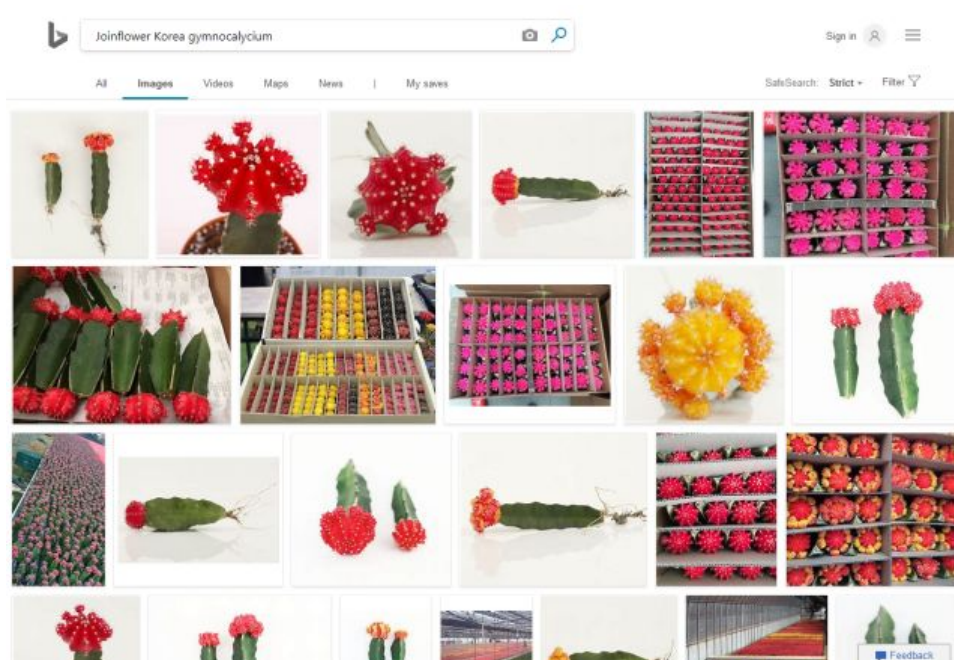 Joinflower Korea gymnocalycium
Sign in
All Images Videos Maps News | My saves
SafeSearch: Strict Filter
Feedback